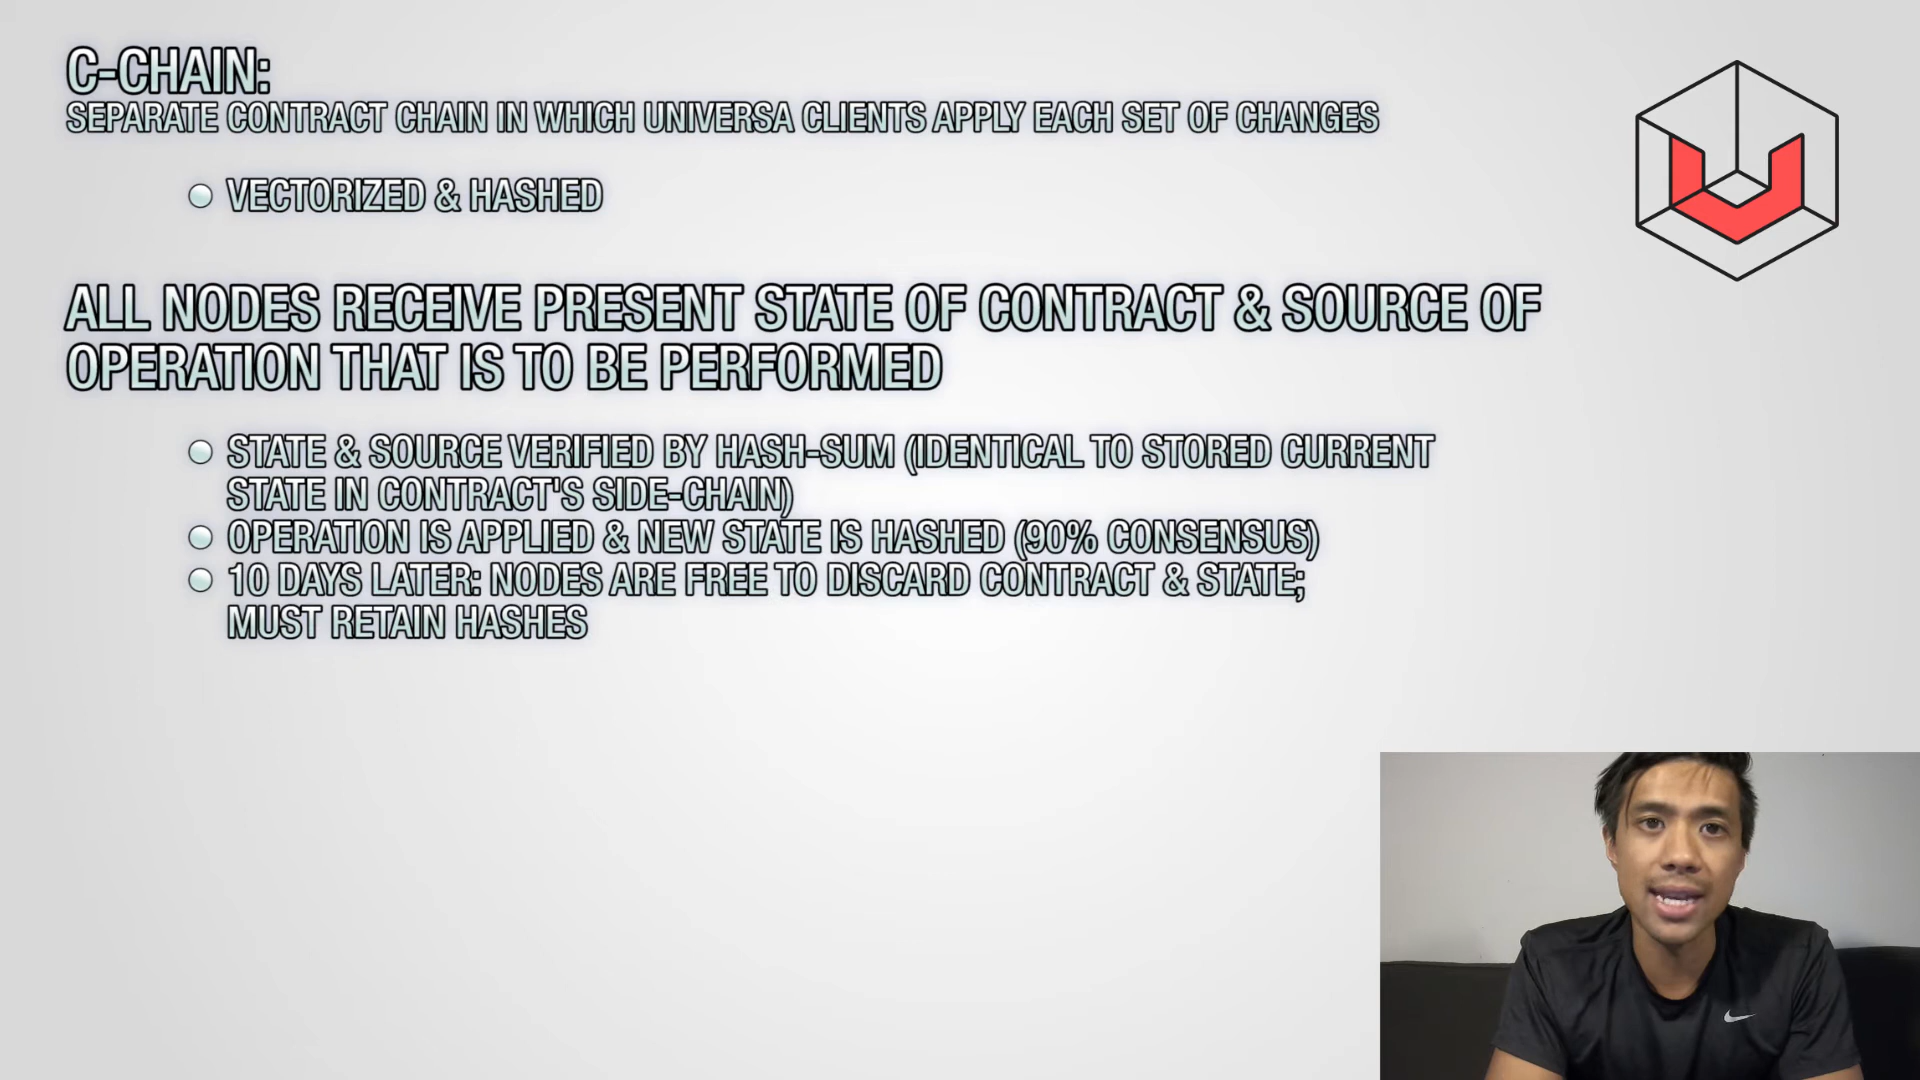 C-CHAIN:
SEPARATE CONTRACT CHAIN IN WHICH UNIVERSA CLIENTS APPLY EACH SET OF CHANGES
VECTORIZED & HASHED
ALL NODES RECEIVE PRESENT STATE OF CONTRACT & SOURCE OF
OPERATION THAT IS TO BE PERFORMED
STATE & SOURCE VERIFIED BY HASH-SUM (IDENTICAL TO STORED CURRENT
STATE IN CONTRACT'S SIDE-CHAIN)
OPERATION IS APPLIED & NEW STATE IS HASHED (90% CONSENSUS)
10 DAYS LATER: NODES ARE FREE TO DISCARD CONTRACT & STATE;
MUST RETAIN HASHES